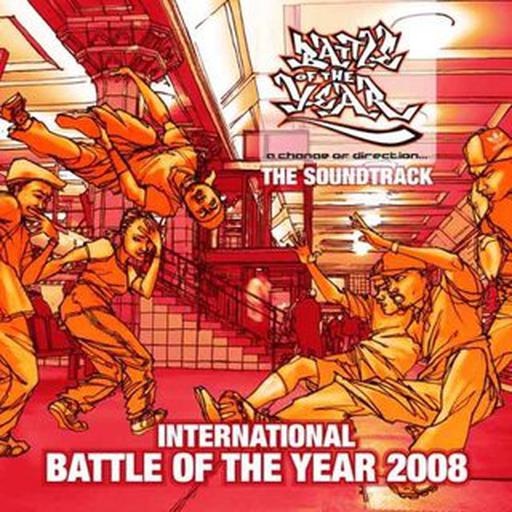 BATTLE
OF THE
YEAR
a change of direction...
THE SOUNDTRACK
INTERNATIONAL
BATTLE OF THE YEAR 2008